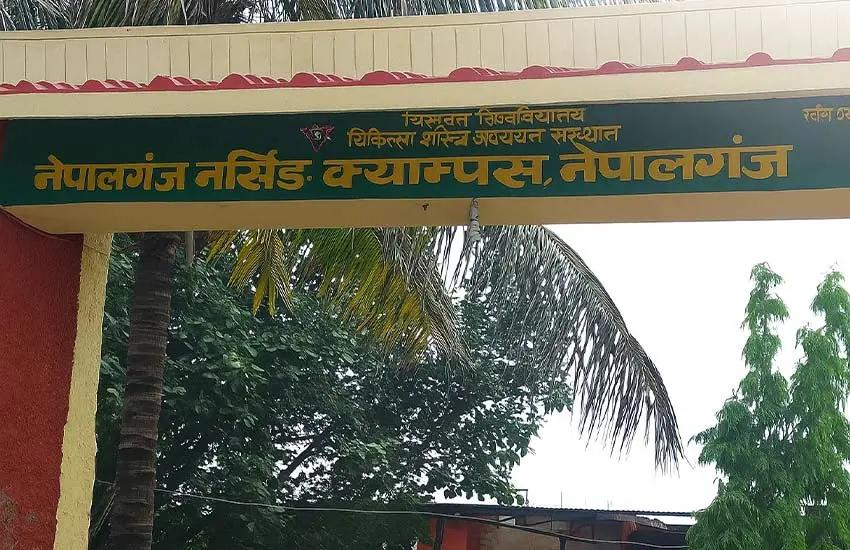 त्रिभुवन विश्वविद्यालय
चिकित्सा शास्त्र अध्ययन संस्थान
नेपालगंज नर्सिङ क्याम्पस, नेपालगंज